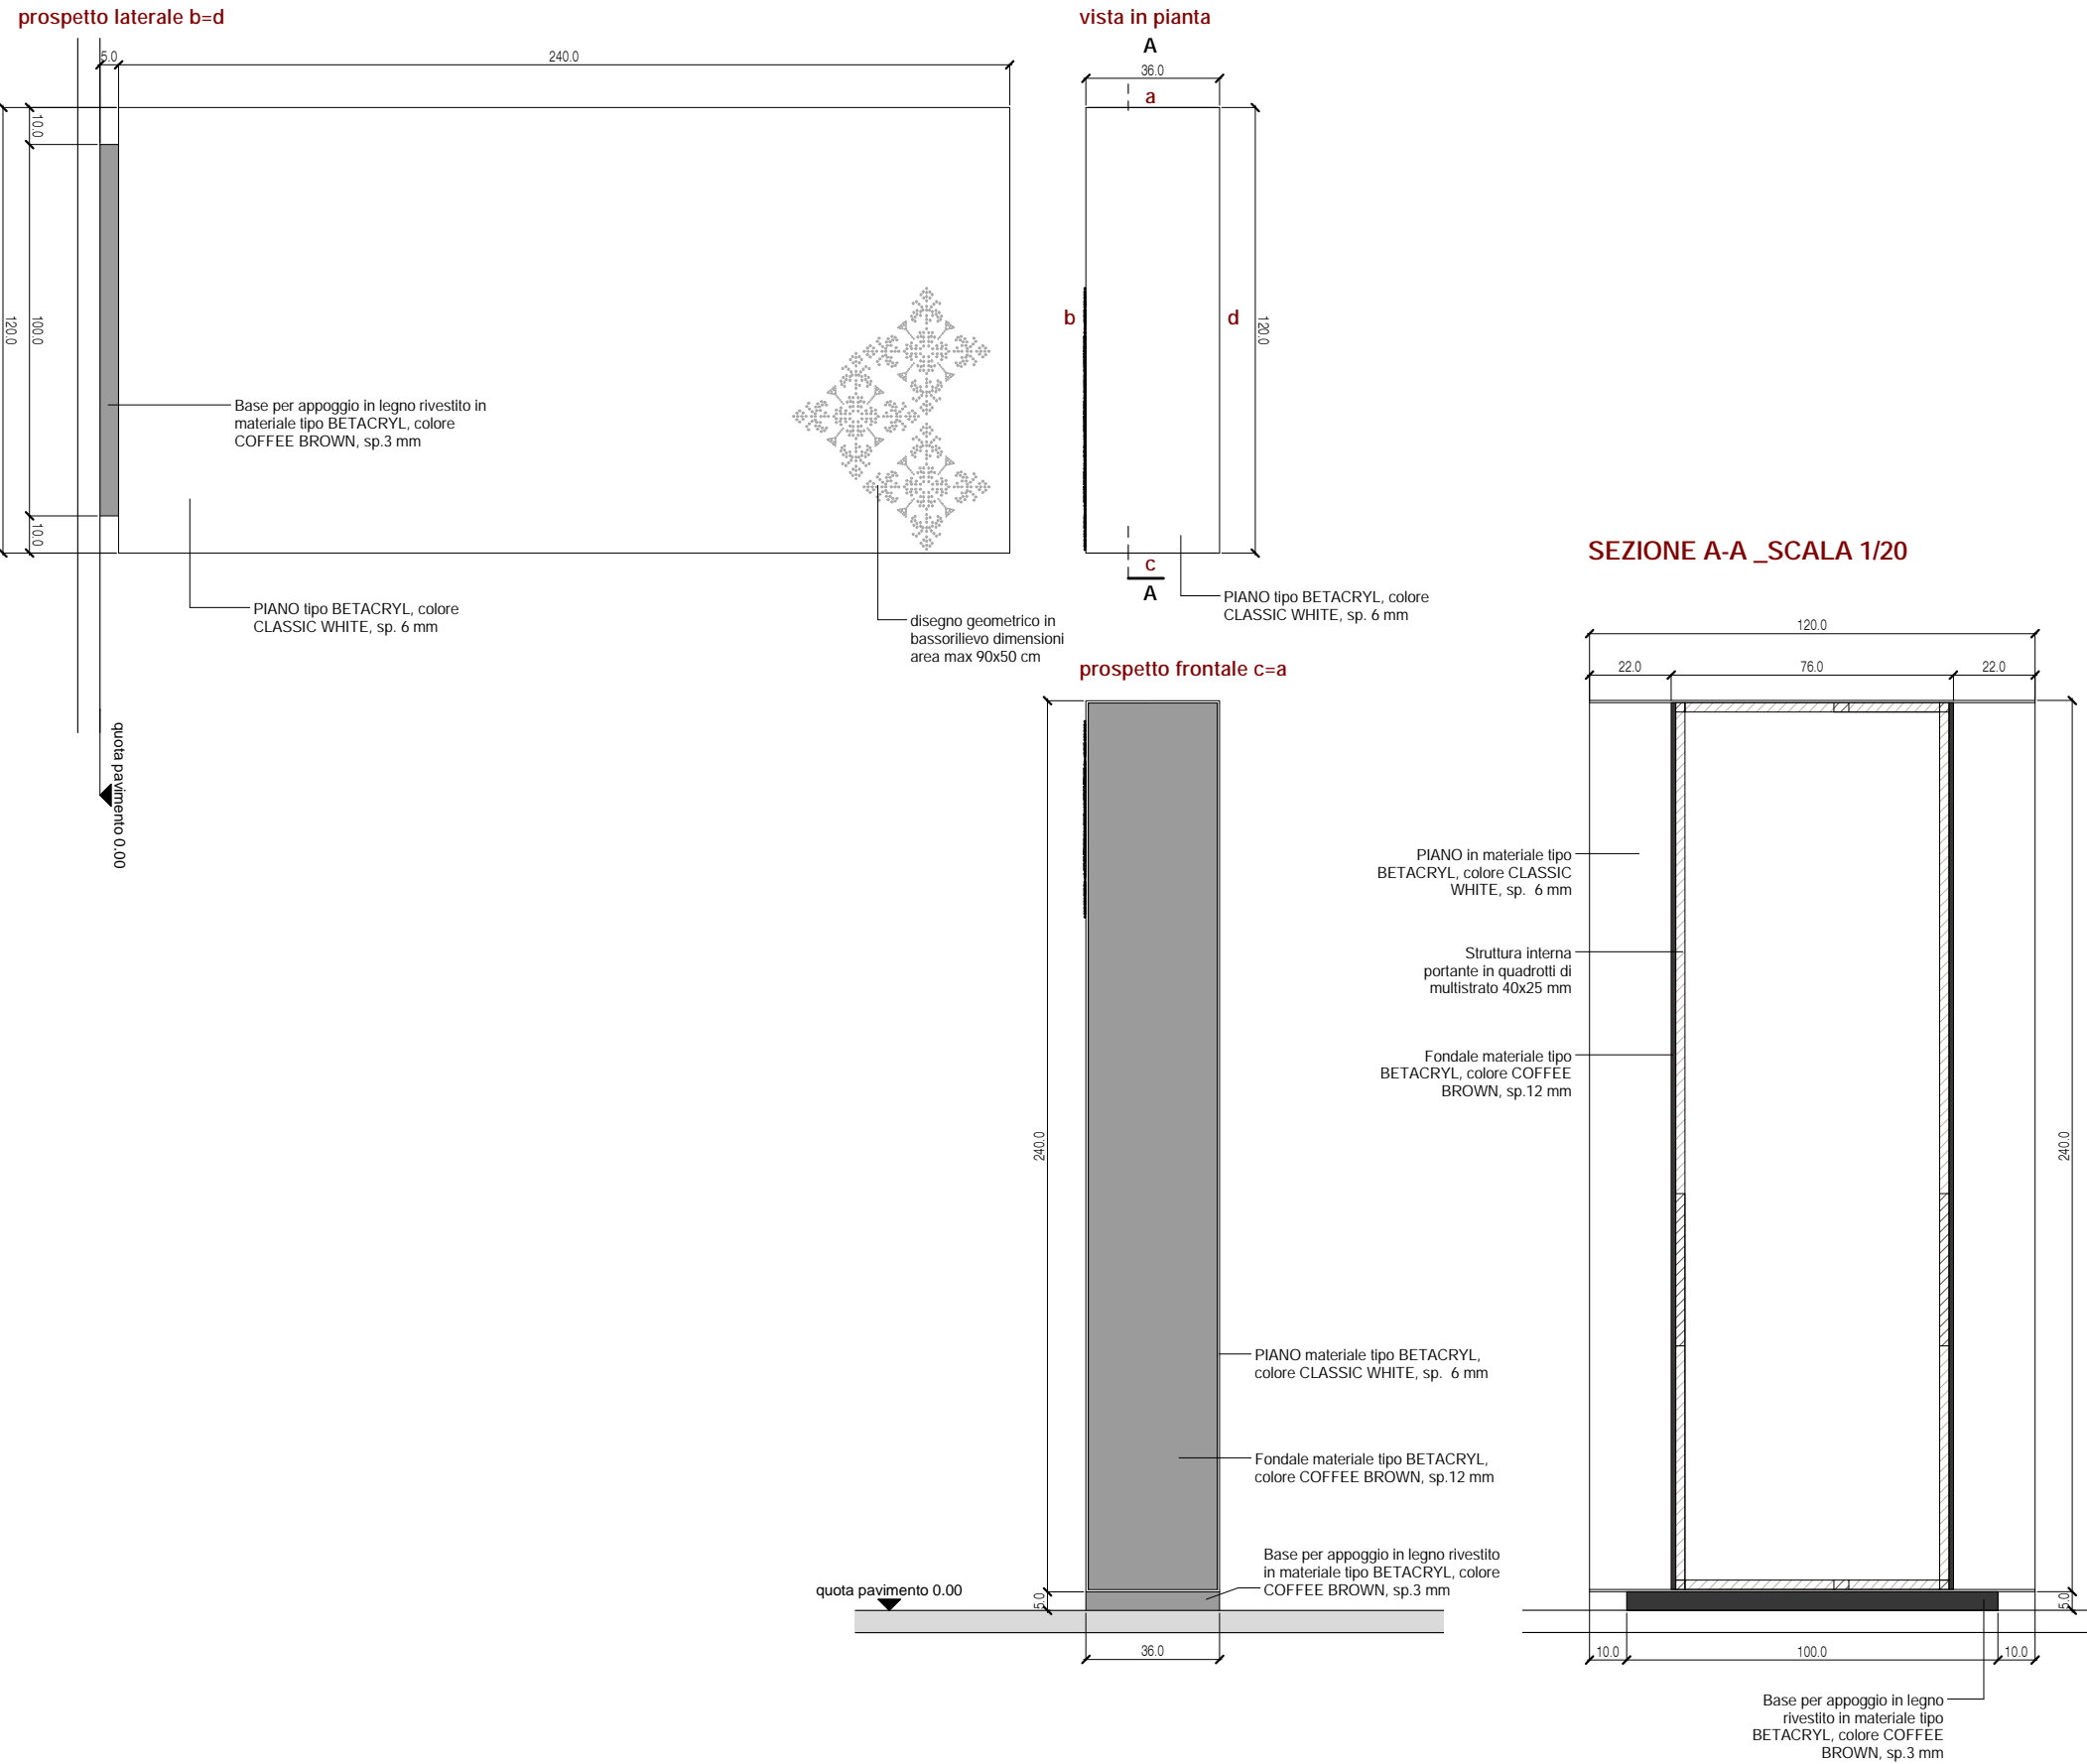 prospetto laterale b=d
5.0
240.0
10.0
100.0
120.0
10.0
Base per appoggio in legno rivestito in
materiale tipo BETACRYL, colore
COFFEE BROWN, sp.3 mm
PIANO tipo BETACRYL, colore
CLASSIC WHITE, sp. 6 mm
disegno geometrico in
bassorilievo dimensioni
area max 90x50 cm
quota pavimento 0.00
vista in pianta
A
36.0
a
b
d
120.0
c
A
PIANO tipo BETACRYL, colore
CLASSIC WHITE, sp. 6 mm
prospetto frontale c=a
240.0
PIANO materiale tipo BETACRYL,
colore CLASSIC WHITE, sp. 6 mm
Fondale materiale tipo BETACRYL,
colore COFFEE BROWN, sp.12 mm
Base per appoggio in legno rivestito
in materiale tipo BETACRYL, colore
COFFEE BROWN, sp.3 mm
quota pavimento 0.00
5.0
36.0
SEZIONE A-A _SCALA 1/20
120.0
22.0
76.0
22.0
PIANO in materiale tipo
BETACRYL, colore CLASSIC
WHITE, sp. 6 mm
Struttura interna
portante in quadrotti di
multistrato 40x25 mm
Fondale materiale tipo
BETACRYL, colore COFFEE
BROWN, sp.12 mm
240.0
5.0
10.0
100.0
10.0
Base per appoggio in legno
rivestito in materiale tipo
BETACRYL, colore COFFEE
BROWN, sp.3 mm